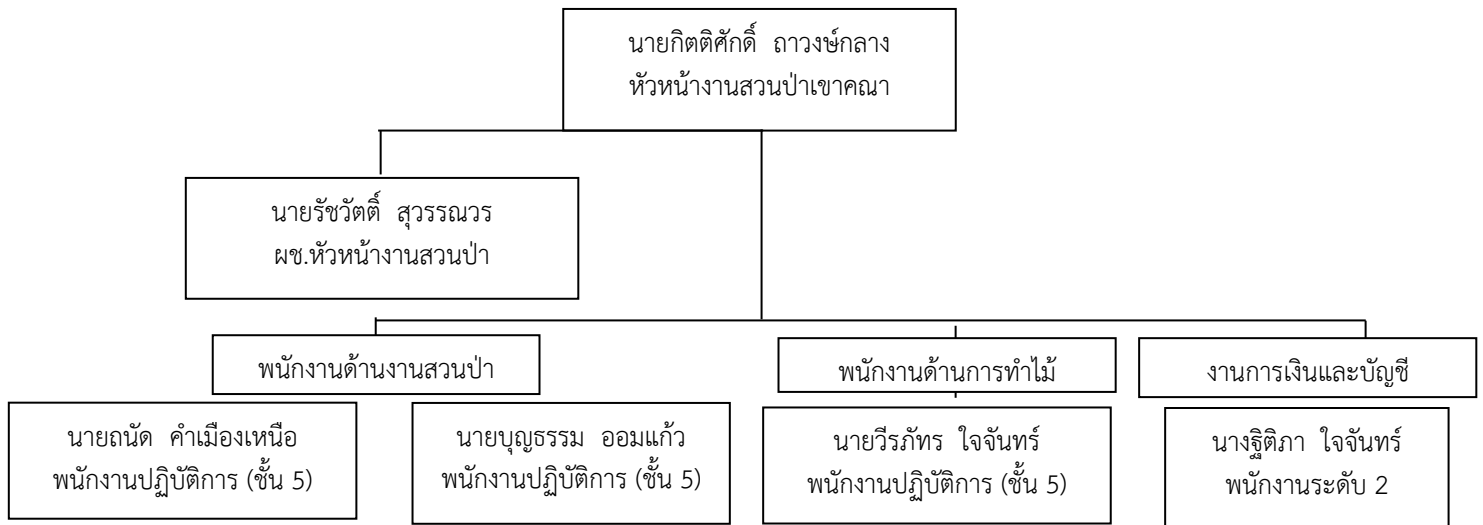 นายกิตติศักดิ์ ถาวงษ์กลาง
หัวหน้างานสวนป่าเขาคณา
นายรัชวัตติ์ สุวรรณวร
ผช.หัวหน้างานสวนป่า
พนักงานด้านงานสวนป่า
พนักงานด้านการทำไม้
งานการเงินและบัญชี
นายถนัด คำเมืองเหนือ
พนักงานปฏิบัติการ (ชั้น 5)
นายบุญธรรม ออมแก้ว
พนักงานปฏิบัติการ (ชั้น 5)
นายวีรภัทร ใจจันทร์
พนักงานปฏิบัติการ (ชั้น 5)
นางฐิติภา ใจจันทร์
พนักงานระดับ 2